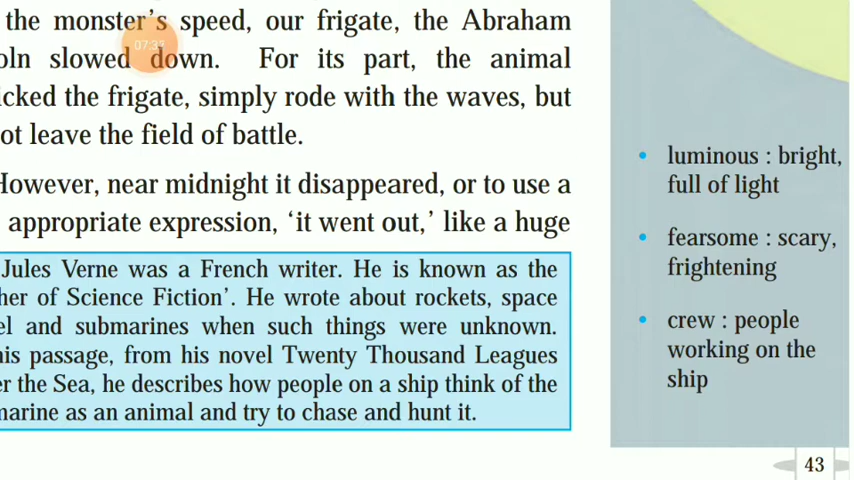 the monster's speed, our frigate, the Abraham
oln slowed down. For its part, the animal
icked the frigate, simply rode with the waves, but
ot leave the field of battle.
However, near midnight it disappeared, or to use a
appropriate expression, ‘it went out,’ like a huge
Jules Verne was a French writer. He is known as the
her of Science Fiction’. He wrote about rockets, space
el and submarines when such things were unknown.
his passage, from his novel Twenty Thousand Leagues
er the Sea, he describes how people on a ship think of the
marine as an animal and try to chase and hunt it.
• luminous : bright,
full of light
• fearsome : scary,
frightening
• crew : people
working on the
ship
43